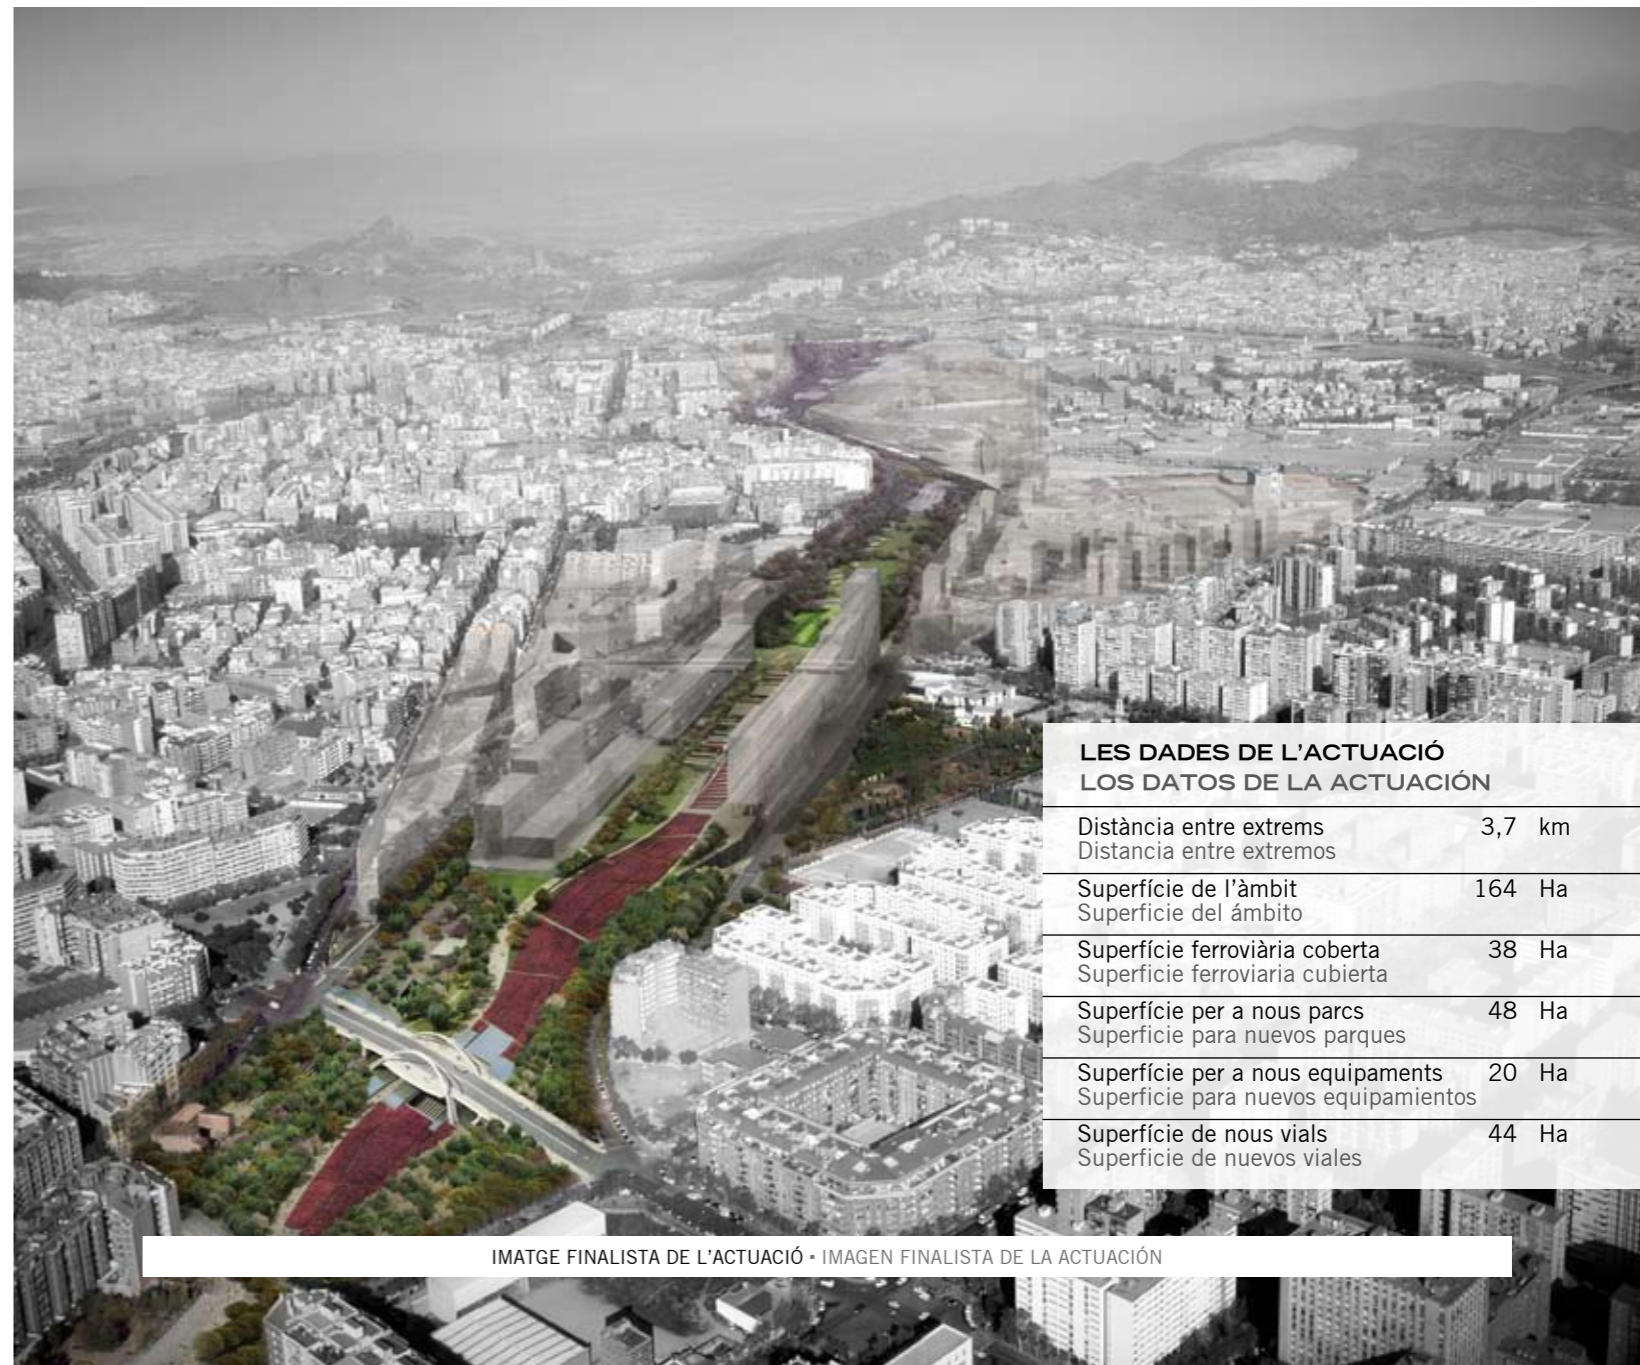 LES DADES DE L'ACTUACIÓ
LOS DATOS DE LA ACTUACIÓN
Distància entre extrems 3,7 km
Distancia entre extremos
Superfície de l'àmbit 164 Ha
Superficie del ámbito
Superfície ferroviària coberta 38 Ha
Superficie ferroviaria cubierta
Superfície per a nous parcs 48 Ha
Superficie para nuevos parques
Superfície per a nous equipaments 20 Ha
Superficie para nuevos equipamientos
Superfície de nous vials 44 Ha
Superficie de nuevos viales
IMATGE FINALISTA DE L'ACTUACIÓ ▪ IMAGEN FINALISTA DE LA ACTUACIÓN